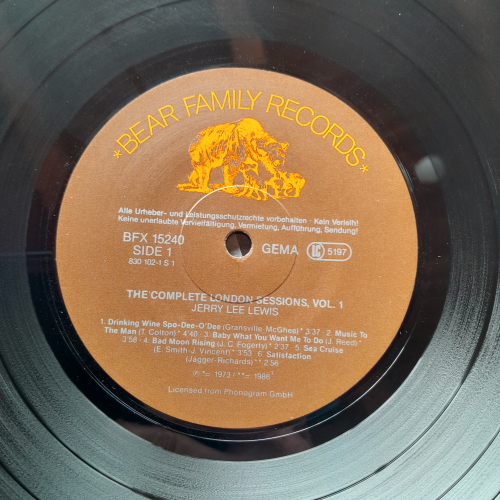 *BEAR FAMILY RECORDS*
Alle Urheber- und Leistungsschutzrechte vorbehalten · Kein Verleih!
Keine unerlaubte Vervielfältigung, Vermietung, Aufführung, Sendung!
BFX 15240
SIDE 1
830 102-1 S 1
GEMA
LC 5197
THE COMPLETE LONDON SESSIONS, VOL. 1
JERRY LEE LEWIS
1. Drinking Wine Spo-Dee-O'Dee (Gransville-McGhee)* 3'37 - 2. Music To
The Man (T. Colton)* 4'40 - 3. Baby What You Want Me To Do (J. Reed)**
3'58 - 4. Bad Moon Rising (J. C. Fogerty)* 3'27 - 5. Sea Cruise
(E. Smith-J. Vincent)* 3'53 - 6. Satisfaction
(Jagger-Richards)** 2'56
℗ *= 1973 / **= 1986
Licensed from Phonogram GmbH